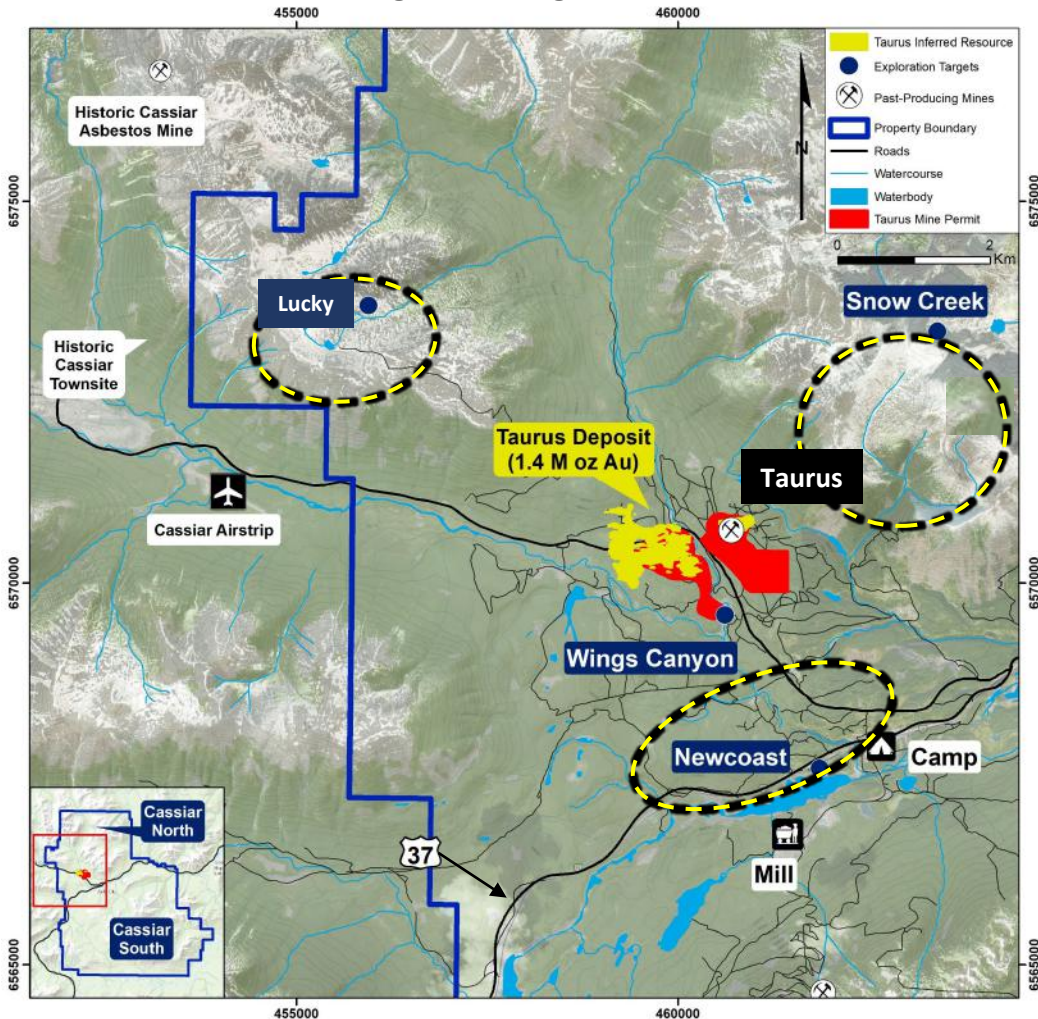 455000
460000
Taurus Inferred Resource
Exploration Targets
Past-Producing Mines
Property Boundary
Roads
Watercourse
Waterbody
Taurus Mine Permit
N
0
2
Km
Historic Cassiar
Asbestos Mine
6575000
6575000
Lucky
Snow Creek
Historic
Cassiar
Townsite
Taurus Deposit
(1.4 M oz Au)
Taurus
Cassiar Airstrip
6570000
6570000
Wings Canyon
Newcoast
Camp
Mill
37
Cassiar
North
Cassiar
South
6565000
6565000
455000
460000